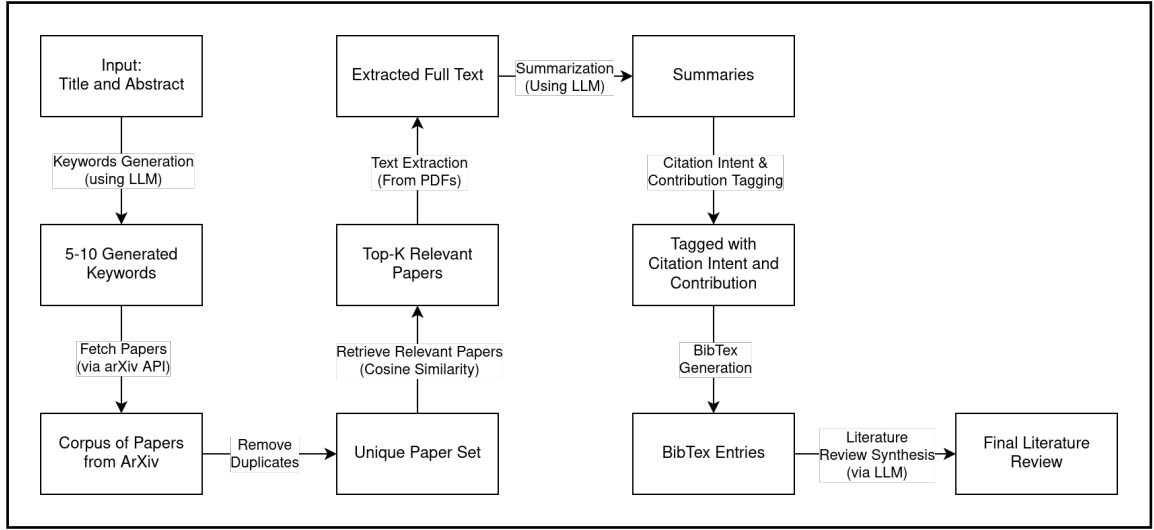 Input:
Title and Abstract
Keywords Generation
(using LLM)
5-10 Generated
Keywords
Fetch Papers
(via arXiv API)
Corpus of Papers
from ArXiv
Remove
Duplicates
Unique Paper Set
Retrieve Relevant Papers
(Cosine Similarity)
Top-K Relevant
Papers
Text Extraction
(From PDFs)
Extracted Full Text
Summarization
(Using LLM)
Summaries
Citation Intent &
Contribution Tagging
Tagged with
Citation Intent and
Contribution
BibTex
Generation
BibTex Entries
Literature
Review Synthesis
(via LLM)
Final Literature
Review